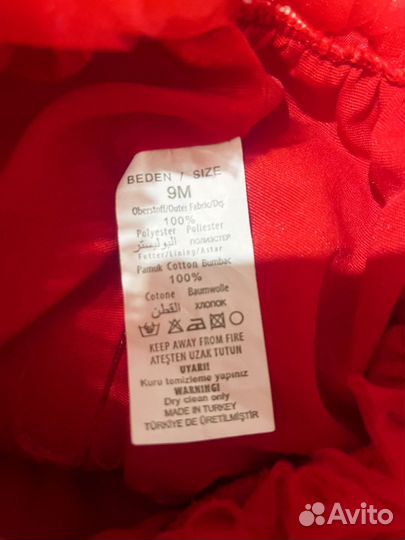 BEDEN / SIZE
9M
Oberstoff/Outer Fabric/Dış
100%
Polyester Poliester
البوليستر ПОЛИЭСТЕР
Futter/Lining/Astar
Pamuk Cotton Bumbac
100%
Cotone Baumwolle
القطن ХЛОПОК
KEEP AWAY FROM FIRE
ATEŞTEN UZAK TUTUN
UYARI!
Kuru temizleme yapınız
WARNING!
Dry clean only
MADE IN TURKEY
TÜRKİYE DE ÜRETİLMİŞTİR
Avito